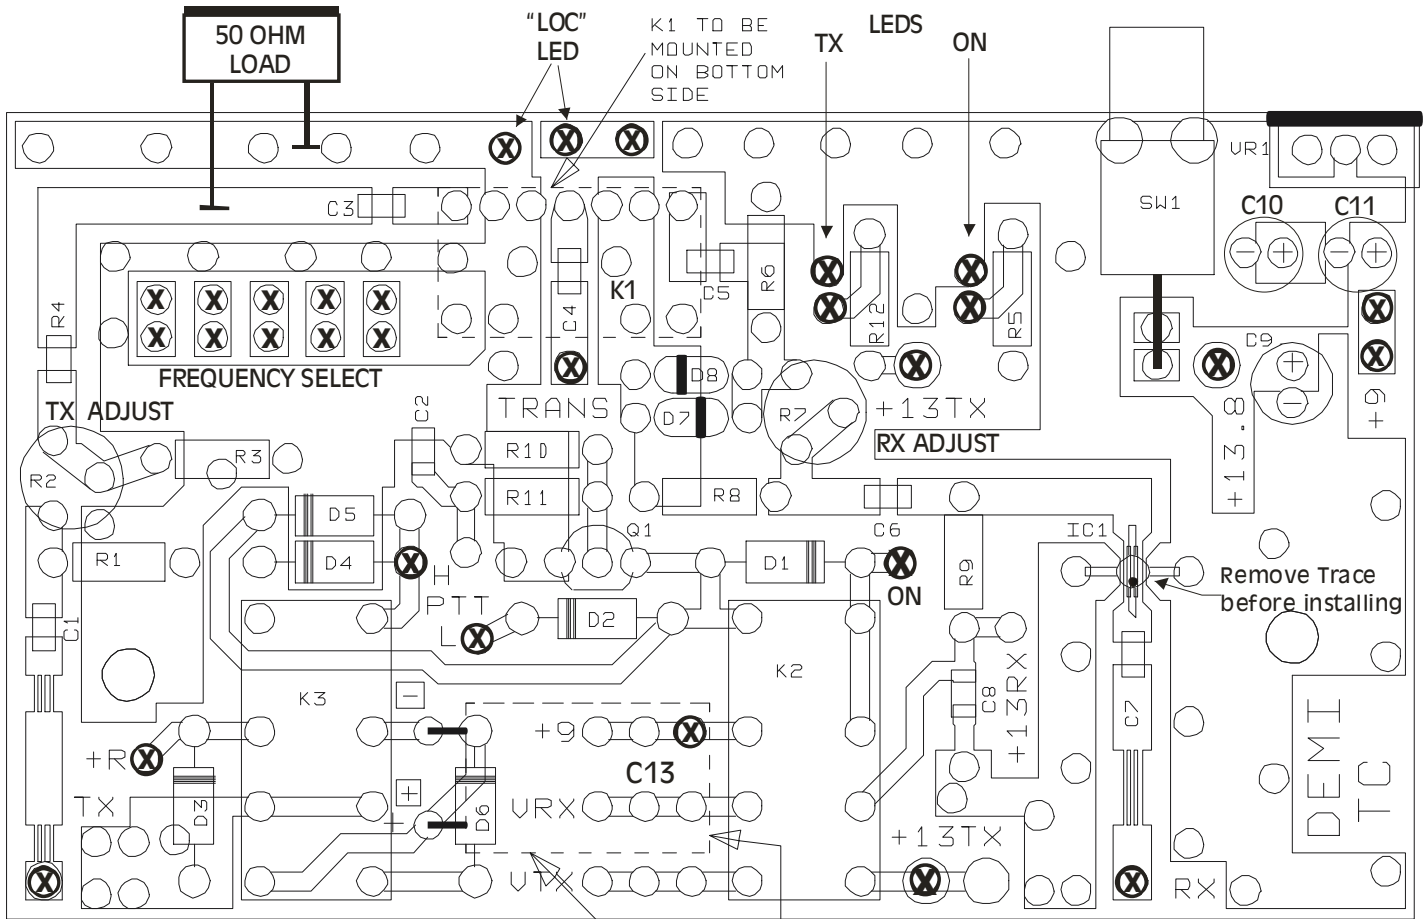 50 OHM
LOAD
"LOC"
LED
K1 TO BE
MOUNTED
ON BOTTOM
SIDE
LEDS
TX
ON
X
X
X
VR1
C3
SW1
C10
C11
R4
K1
C5
R6
X
X
- +
- +
X X X X X
X X X X X
C4
X
X
R12
R5
X
X
FREQUENCY SELECT
X
D8
X
X
C9
+
-
TX ADJUST
C2
TRANS
D7
R7
+13TX
RX ADJUST
+13.8
+9
R2
R3
R10
R11
R8
D5
Q1
C6
IC1
R1
D4
X
H
D1
X
ON
R9
Remove Trace
before installing
PTT
L
X
D2
C1
K3
K2
-
C8
+13RX
C7
+R
X
+9
X
C13
DEMI
TC
TX
D3
+
+
D6
VRX
+13TX
X
VTX
X
X
RX